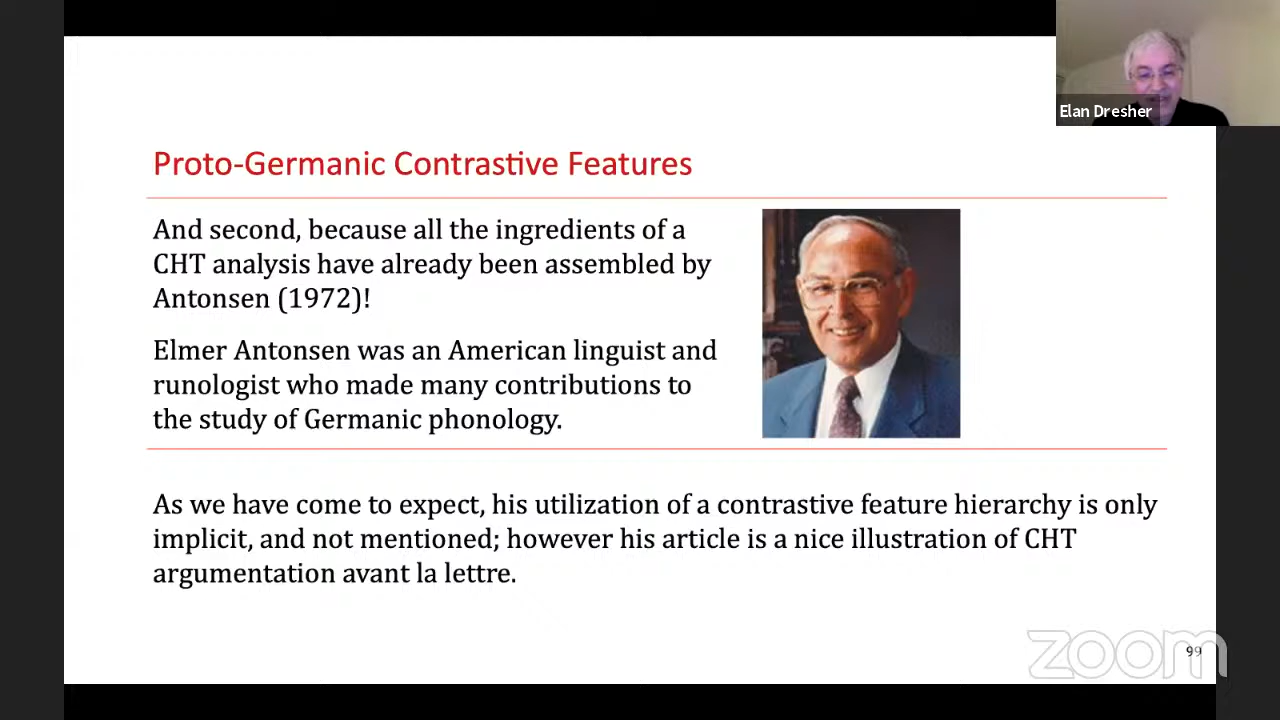 Elan Dresher
Proto-Germanic Contrastive Features
And second, because all the ingredients of a
CHT analysis have already been assembled by
Antonsen (1972)!
Elmer Antonsen was an American linguist and
runologist who made many contributions to
the study of Germanic phonology.
As we have come to expect, his utilization of a contrastive feature hierarchy is only
implicit, and not mentioned; however his article is a nice illustration of CHT
argumentation avant la lettre.
zoom
99